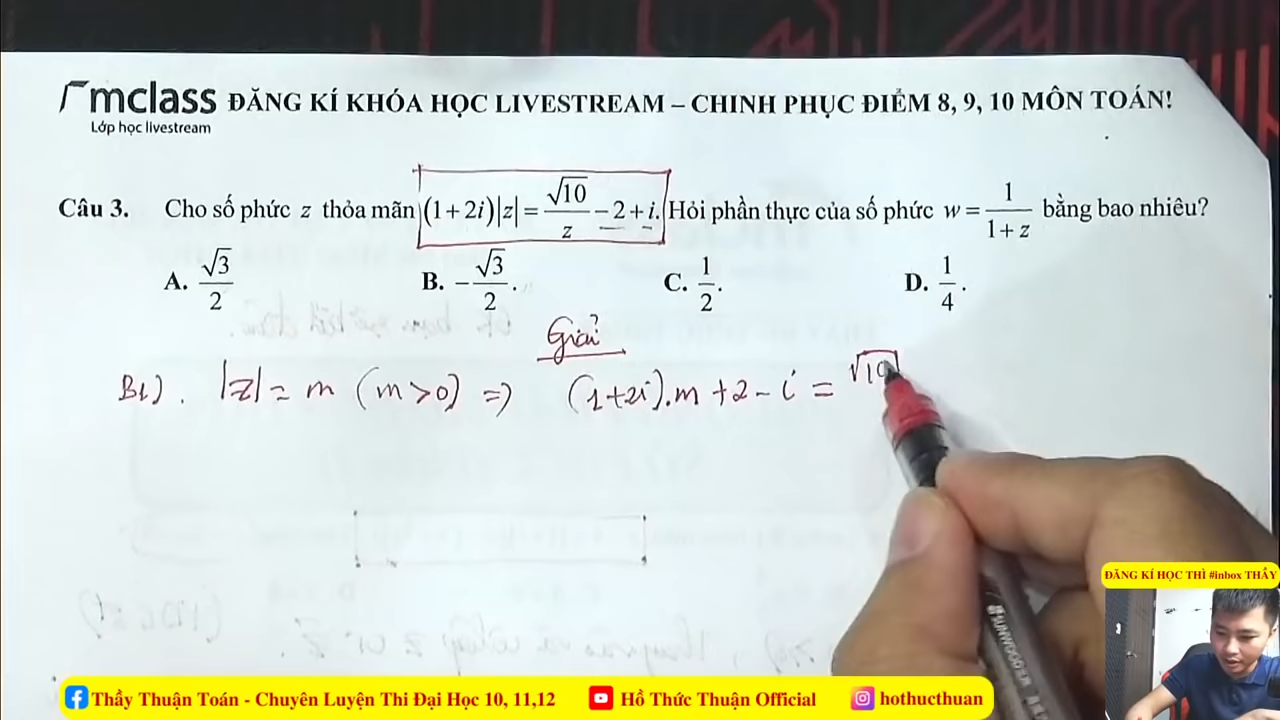 mclass ĐĂNG KÍ KHÓA HỌC LIVESTREAM – CHINH PHỤC ĐIỂM 8, 9, 10 MÔN TOÁN!
Lớp học livestream
Câu 3. Cho số phức z thỏa mãn (1+2i)|z| = √10/z − 2 + i. Hỏi phần thực của số phức w = 1/(1+z) bằng bao nhiêu?
A. √3/2 B. −√3/2. C. 1/2. D. 1/4.
Giải
B1). |z| = m (m>0) => (1+2i).m + 2 − i = √10
ĐĂNG KÍ HỌC THÌ #inbox THẦY
Thầy Thuận Toán - Chuyên Luyện Thi Đại Học 10, 11,12 Hồ Thức Thuận Official hothucthuan